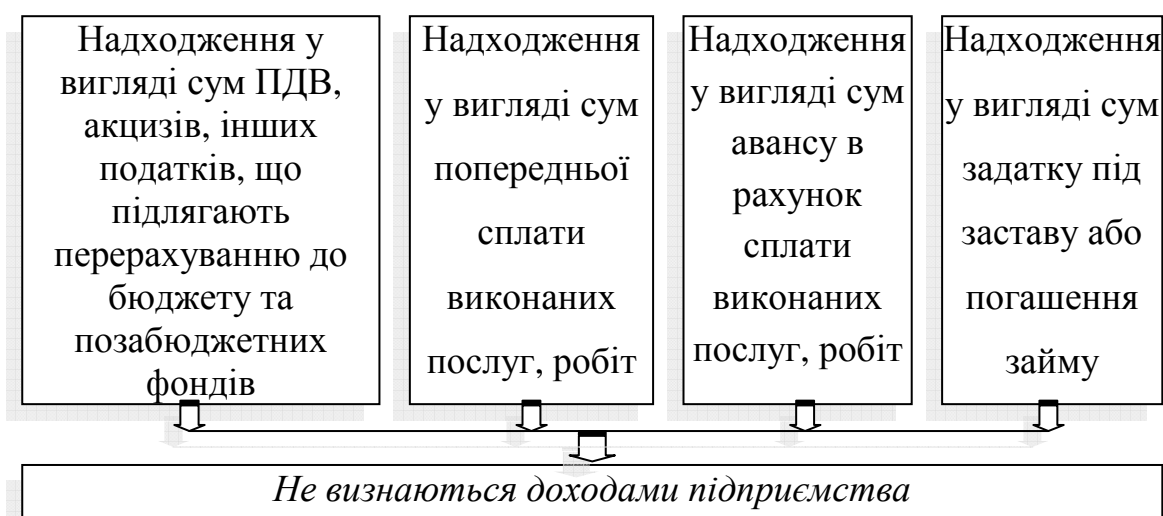 Надходження у
вигляді сум ПДВ,
акцизів, інших
податків, що
підлягають
перерахуванню до
бюджету та
позабюджетних
фондів
Надходження
у вигляді сум
попередньої
сплати
виконаних
послуг, робіт
Надходження
у вигляді сум
авансу в
рахунок
сплати
виконаних
послуг, робіт
Надходження
у вигляді сум
задатку під
заставу або
погашення
займу
Не визнаються доходами підприємства